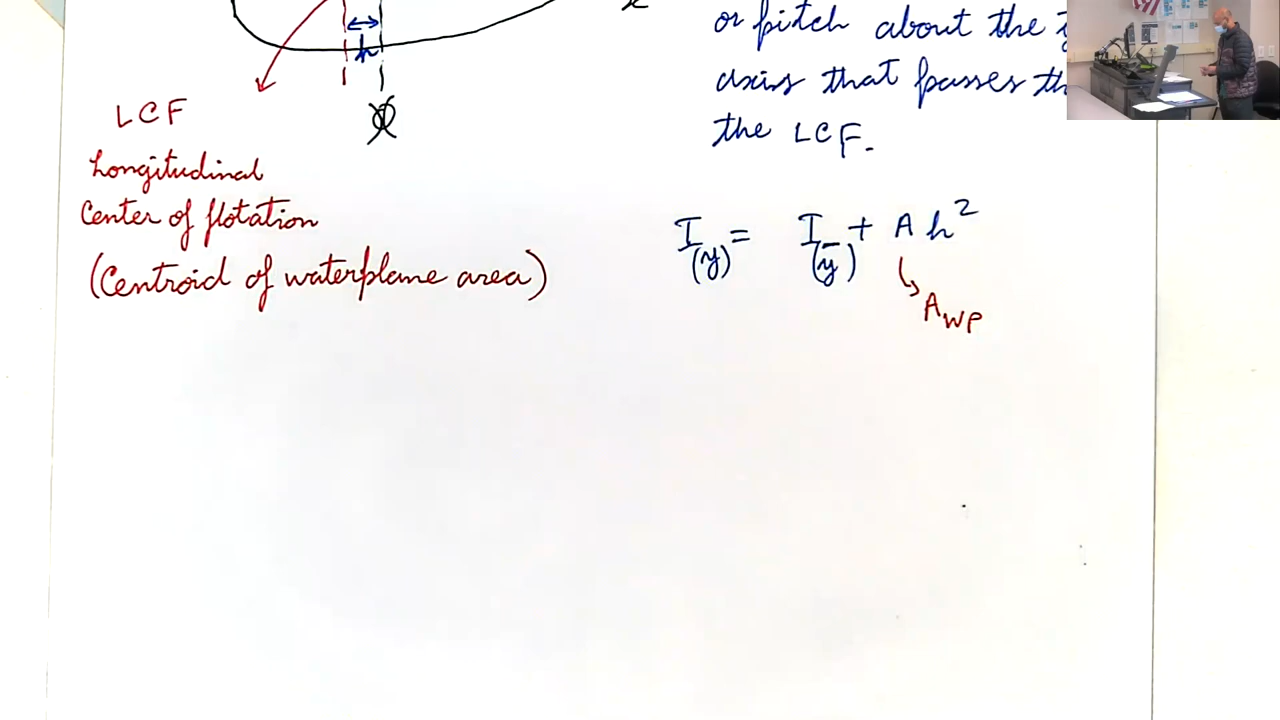 h
x
LCF
Longitudinal
Center of flotation
(Centroid of waterplane area)
or pitch about the
axis that passes th
the LCF.
I(y) = I(ȳ) + Ah²
A_WP